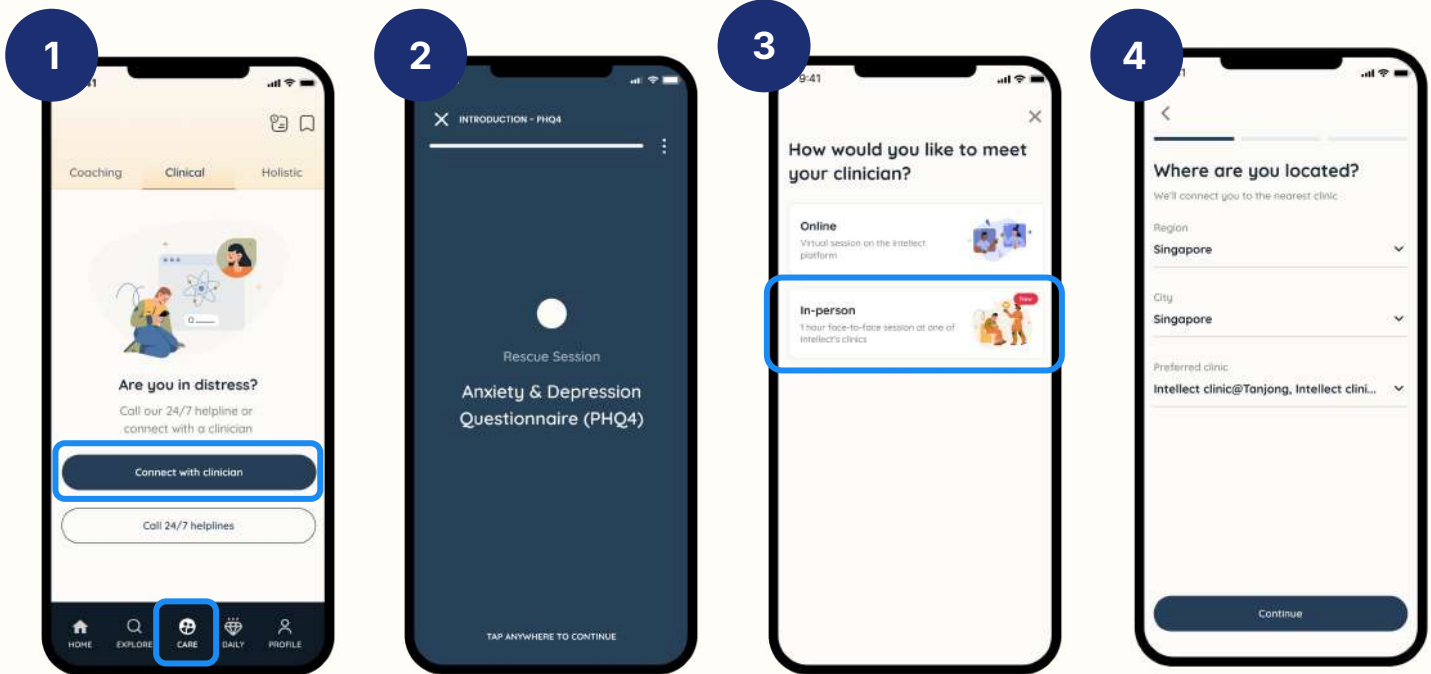 1
Coaching Clinical Holistic
Are you in distress?
Call our 24/7 helpline or
connect with a clinician
Connect with clinician
Call 24/7 helplines
HOME EXPLORE CARE DAILY PROFILE
2
INTRODUCTION - PHQ4
Rescue Session
Anxiety & Depression
Questionnaire (PHQ4)
TAP ANYWHERE TO CONTINUE
3
9:41
How would you like to meet
your clinician?
Online
Virtual session on the Intellect
platform
In-person
New
1 hour face-to-face session at one of
Intellect's clinics
4
Where are you located?
We'll connect you to the nearest clinic
Region
Singapore
City
Singapore
Preferred clinic
Intellect clinic@Tanjong, Intellect clini...
Continue